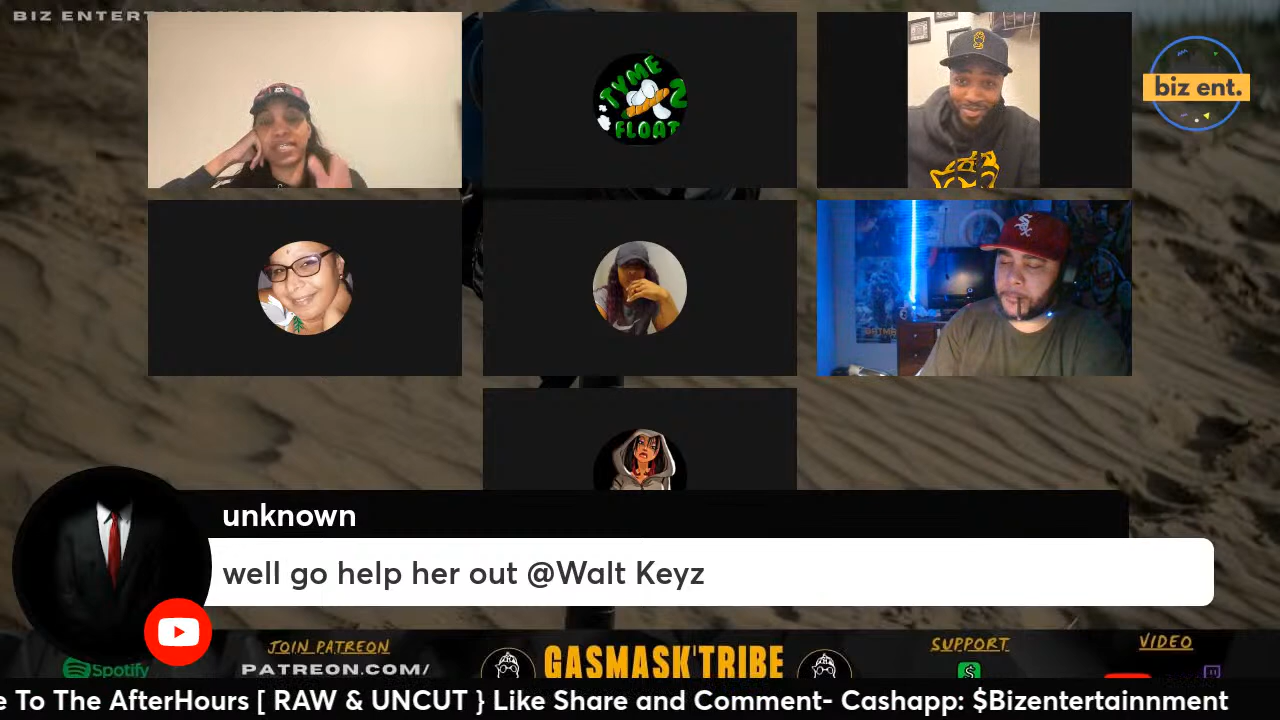 BIZ ENTERT
TYME
2
FLOAT
biz ent.
unknown
well go help her out @Walt Keyz
JOIN PATREON
PATREON.COM/
Spotify
GASMASK'TRIBE
SUPPORT
VIDEO
e To The AfterHours [ RAW & UNCUT } Like Share and Comment- Cashapp: $Bizentertainnment